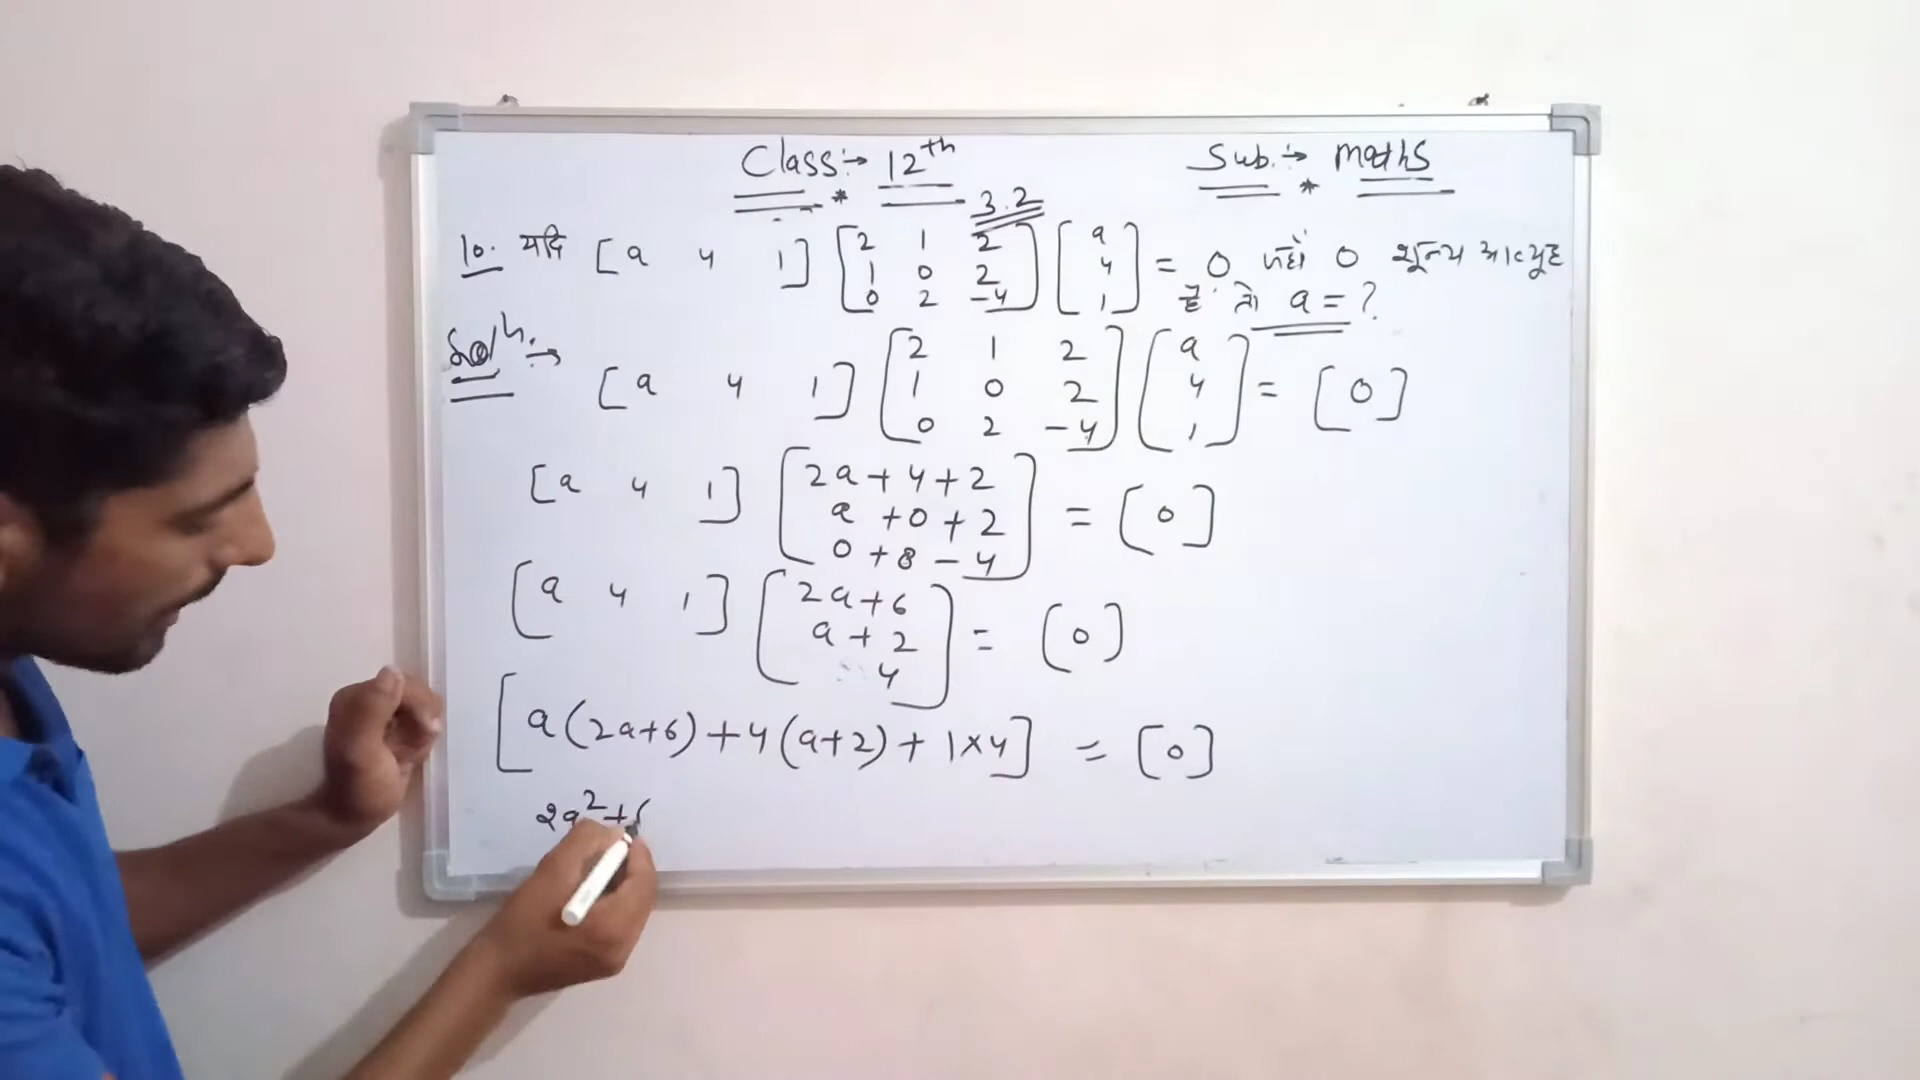 Class:→ 12th
Sub.:→ Maths
3.2
10. यदि [a 4 1] [2 1 2 1 0 2 0 2 -4] [a 4 1] = 0 जहाँ 0 शून्य आव्यूह
है तो a = ?
Soln.:→
[a 4 1] [2 1 2 1 0 2 0 2 -4] [a 4 1] = [0]
[a 4 1] [2a+4+2 a+0+2 0+8-4] = [0]
[a 4 1] [2a+6 a+2 4] = [0]
[a(2a+6)+4(a+2)+1×4] = [0]
2a²+